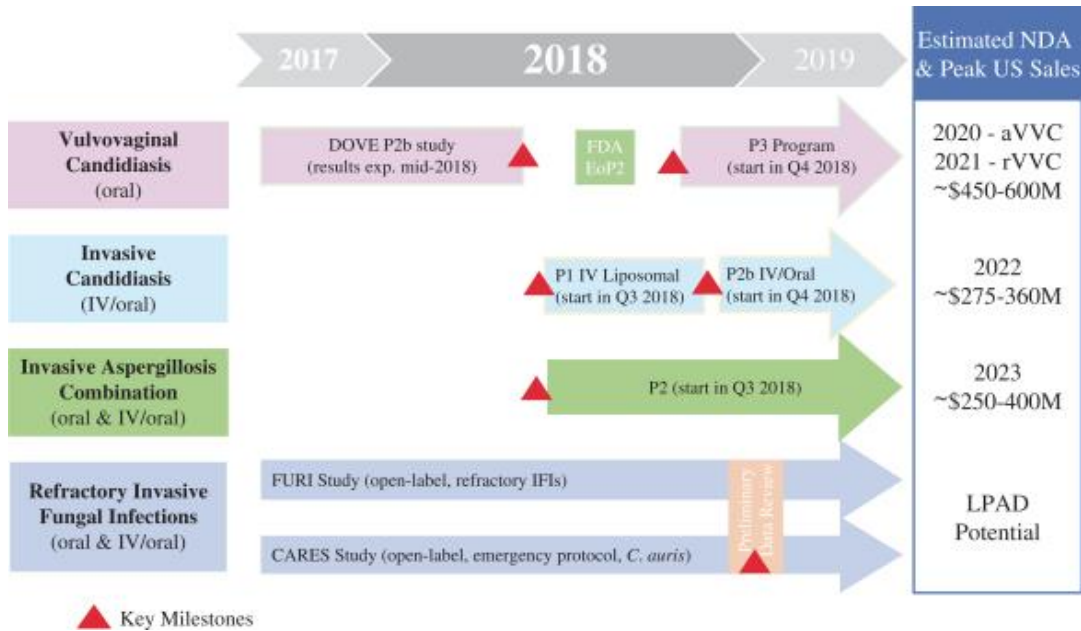 2017
2018
2019
Estimated NDA
& Peak US Sales
Vulvovaginal
Candidiasis
(oral)
DOVE P2b study
(results exp. mid-2018)
FDA
EoP2
P3 Program
(start in Q4 2018)
2020 - aVVC
2021 - rVVC
~$450-600M
Invasive
Candidiasis
(IV/oral)
P1 IV Liposomal
(start in Q3 2018)
P2b IV/Oral
(start in Q4 2018)
2022
~$275-360M
Invasive Aspergillosis
Combination
(oral & IV/oral)
P2 (start in Q3 2018)
2023
~$250-400M
Refractory Invasive
Fungal Infections
(oral & IV/oral)
FURI Study (open-label, refractory IFIs)
CARES Study (open-label, emergency protocol, C. auris)
Preliminary
Data Review
LPAD
Potential
Key Milestones